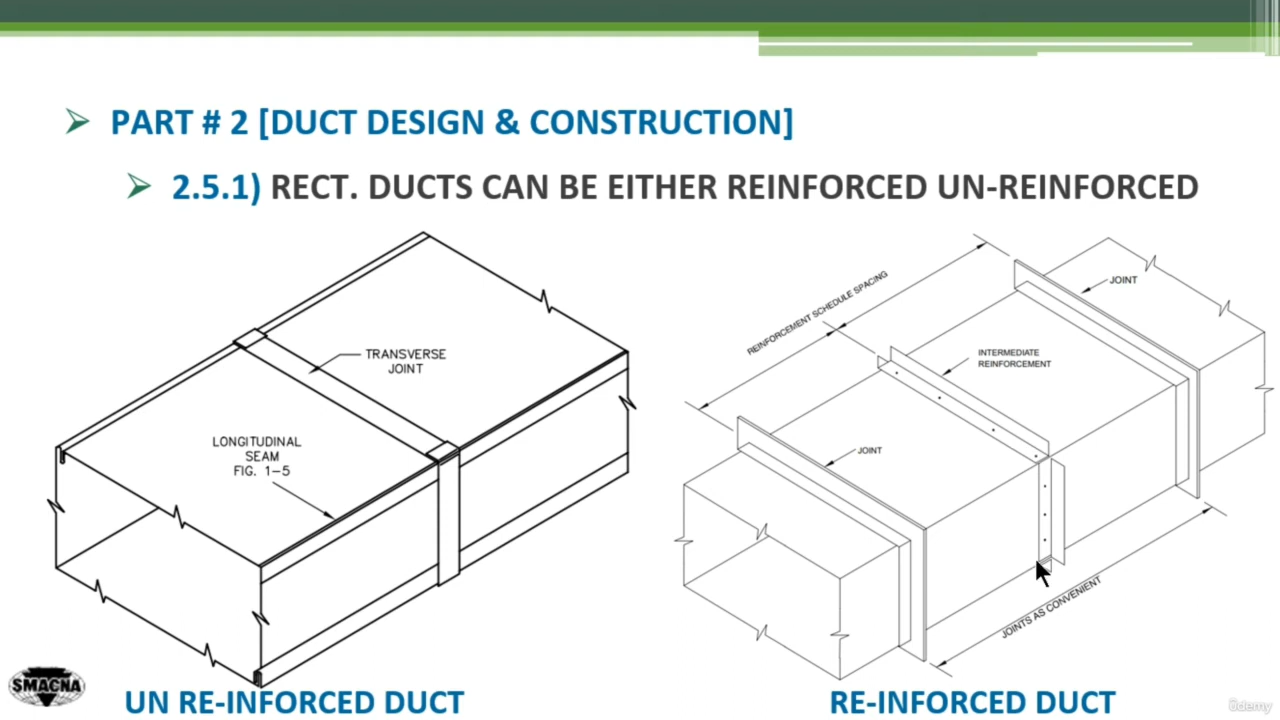 PART # 2 [DUCT DESIGN & CONSTRUCTION]
2.5.1) RECT. DUCTS CAN BE EITHER REINFORCED UN-REINFORCED
TRANSVERSE
JOINT
LONGITUDINAL
SEAM
FIG. 1-5
UN RE-INFORCED DUCT
REINFORCEMENT SCHEDULE SPACING
JOINT
INTERMEDIATE
REINFORCEMENT
JOINT
JOINTS AS CONVENIENT
RE-INFORCED DUCT
SMACNA
ûdemy